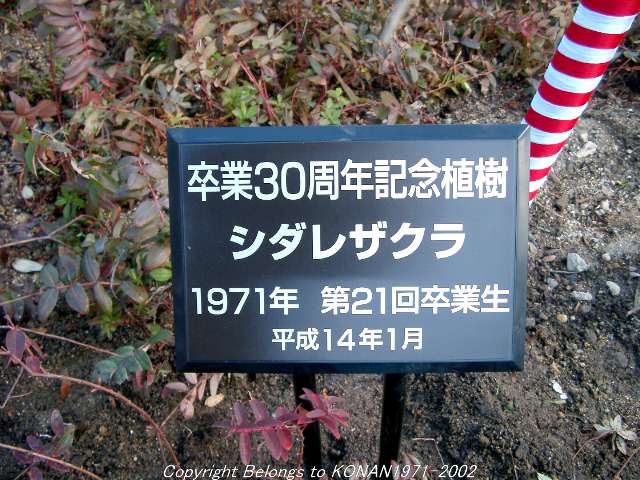 卒業30周年記念植樹
シダレザクラ
1971年 第21回卒業生
平成14年1月
Copyright Belongs to KONAN1971-2002